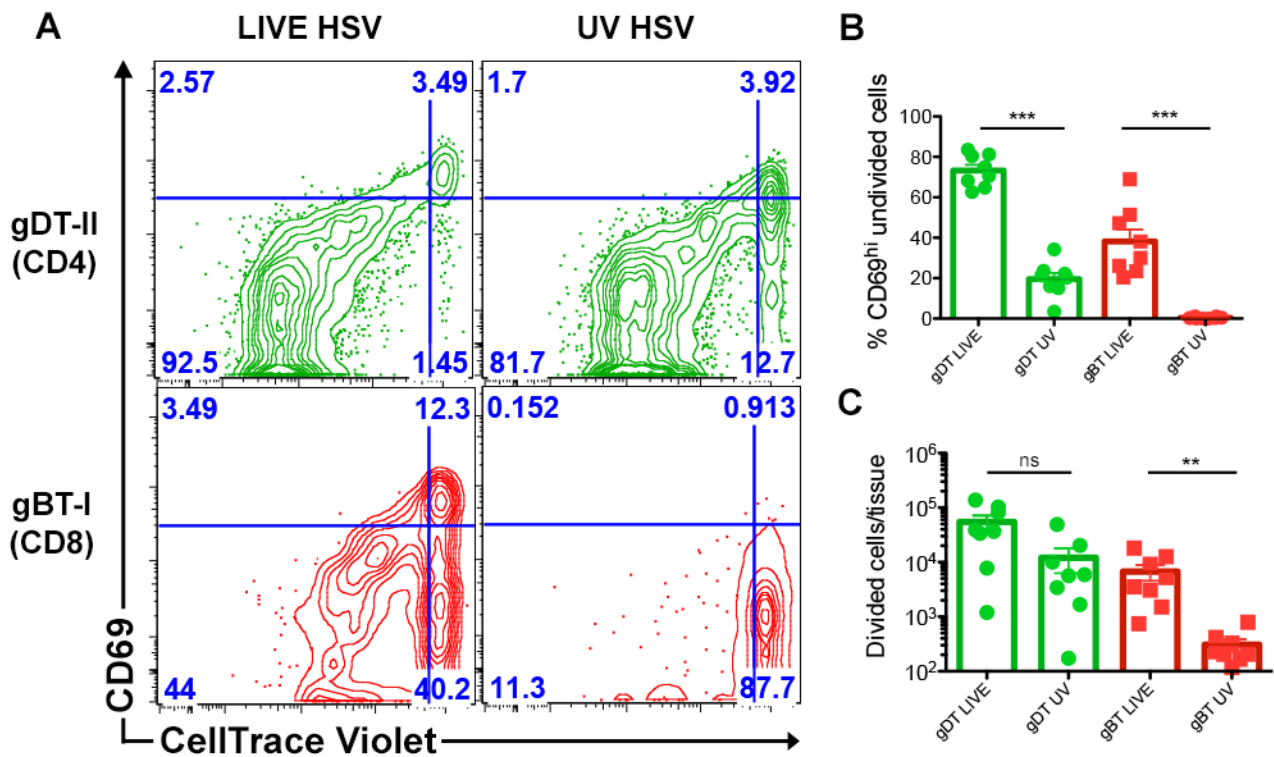 A
LIVE HSV
UV HSV
2.57
3.49
1.7
3.92
gDT-II
(CD4)
92.5
1.45
81.7
12.7
3.49
12.3
0.152
0.913
gBT-I
(CD8)
44
40.2
11.3
87.7
CD69
CellTrace Violet
B
% CD69hi undivided cells
100
80
60
40
20
0
***
***
gDT LIVE
gDT UV
gBT LIVE
gBT UV
C
Divided cells/tissue
10⁶
10⁵
10⁴
10³
10²
ns
**
gDT LIVE
gDT UV
gBT LIVE
gBT UV